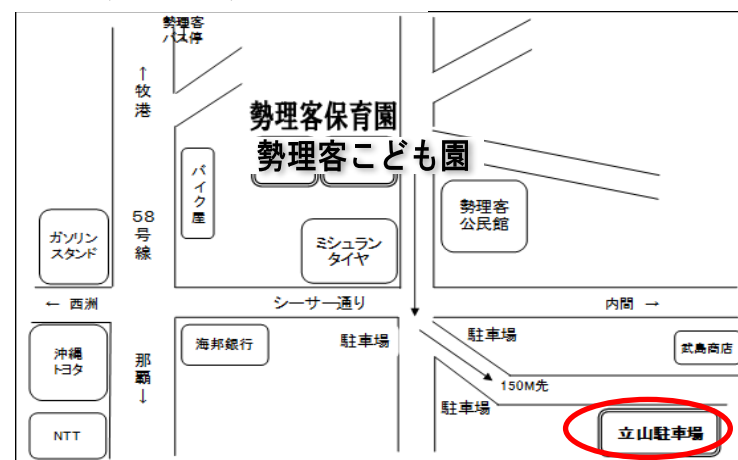 勢理客
バス停
↑
牧
港
勢理客保育園
勢理客こども園
バ
イ
ク
屋
勢理客
公民館
58
号
線
ガソリン
スタンド
ミシュラン
タイヤ
← 西洲
シーサー通り
内間 →
沖縄
トヨタ
海邦銀行
駐車場
駐車場
武島商店
那
覇
↓
150M先
駐車場
立山駐車場
NTT